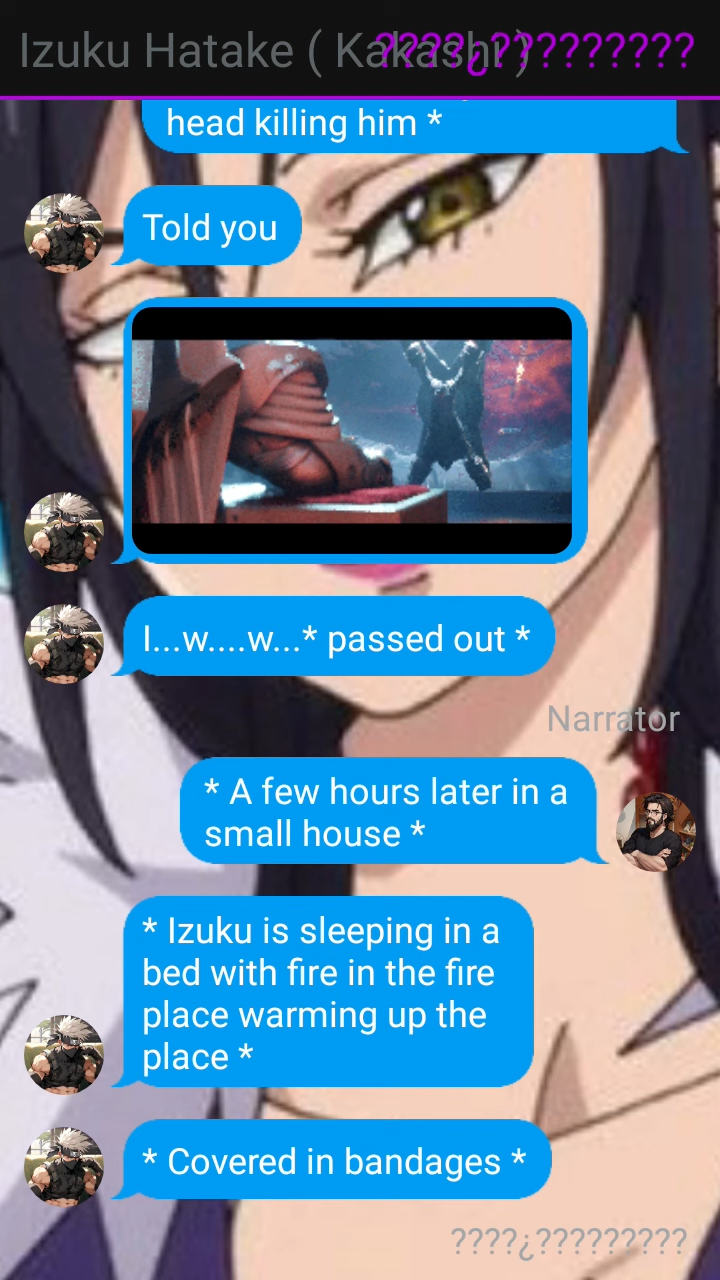 Izuku Hatake ( Kakashi )
????¿?????????
head killing him *
Told you
I...w....w...* passed out *
Narrator
* A few hours later in a
small house *
* Izuku is sleeping in a
bed with fire in the fire
place warming up the
place *
* Covered in bandages *
????¿?????????